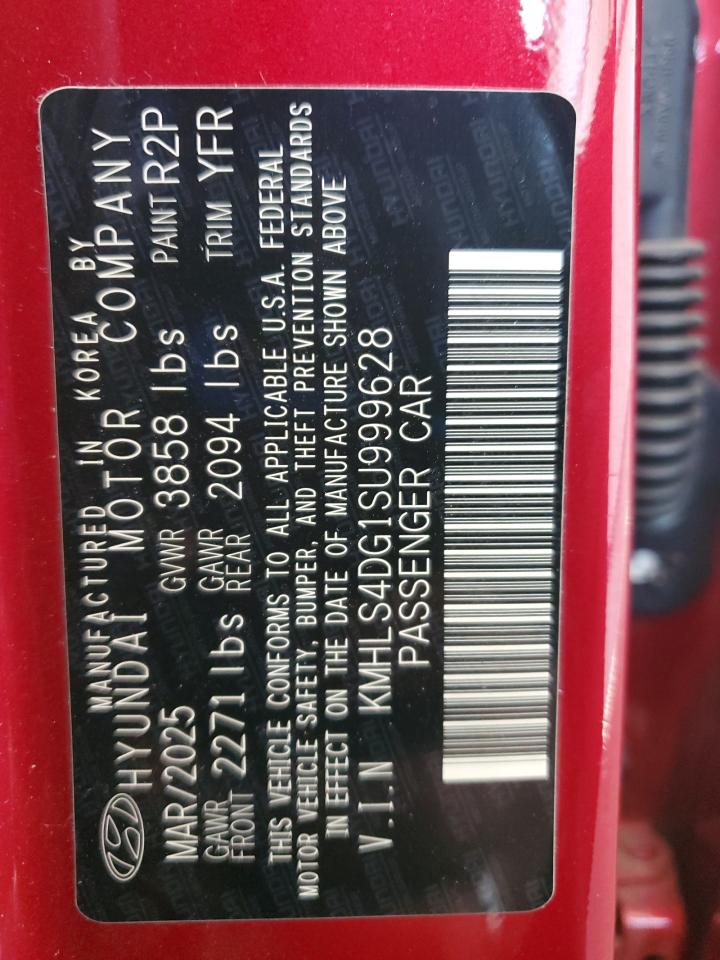 MANUFACTURED IN KOREA BY
HYUNDAI MOTOR COMPANY
MAR/2025 GVWR 3858 lbs PAINT R2P
GAWR FRONT 2271 lbs GAWR REAR 2094 lbs TRIM YFR
THIS VEHICLE CONFORMS TO ALL APPLICABLE U.S.A. FEDERAL
MOTOR VEHICLE SAFETY, BUMPER, AND THEFT PREVENTION STANDARDS
IN EFFECT ON THE DATE OF MANUFACTURE SHOWN ABOVE
V.I.N KMHLS4DG1SU999628
PASSENGER CAR